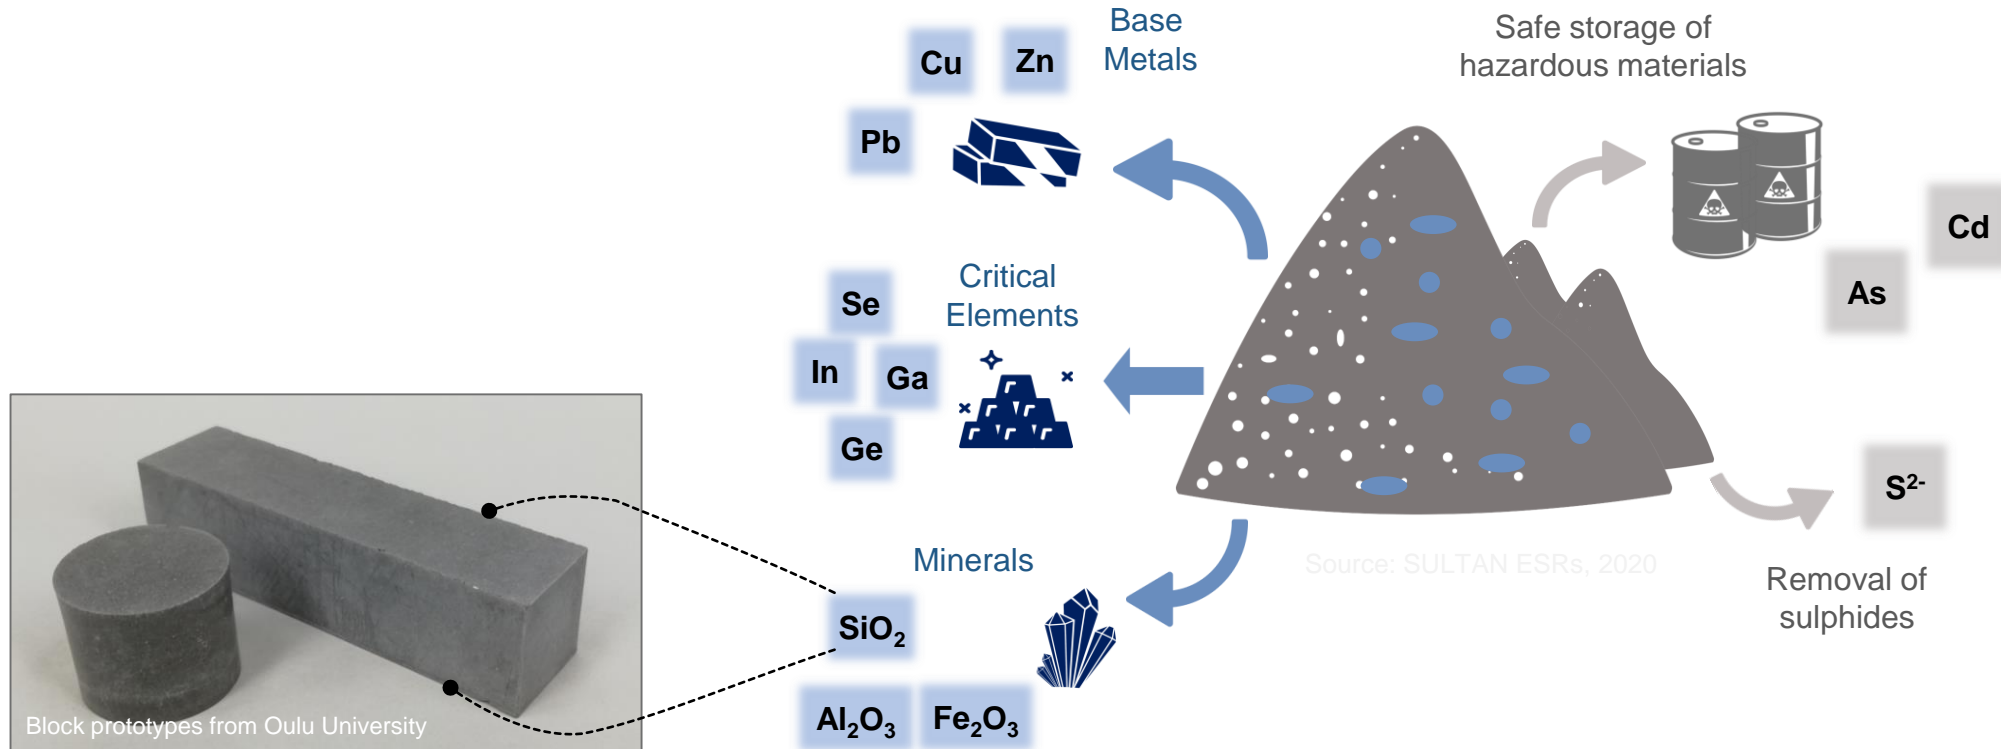 Base
Metals
Cu
Zn
Pb
Safe storage of
hazardous materials
Cd
As
Critical
Elements
Se
In
Ga
Ge
S²⁻
Removal of
sulphides
Source: SULTAN ESRs, 2020
Minerals
SiO₂
Al₂O₃
Fe₂O₃
Block prototypes from Oulu University